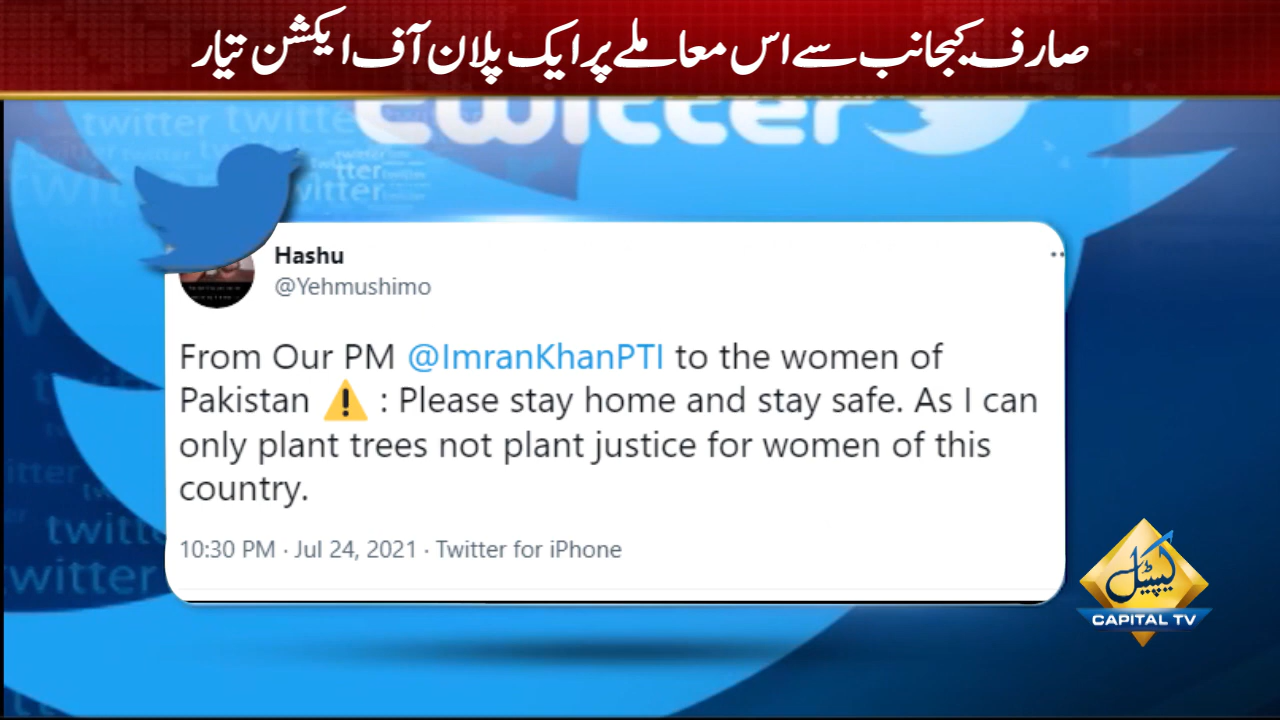 صارف کیجانب سے اس معاملے پر ایک پلان آف ایکشن تیار
twitter
Hashu
@Yehmushimo
From Our PM @ImranKhanPTI to the women of
Pakistan ⚠️ : Please stay home and stay safe. As I can
only plant trees not plant justice for women of this
country.
10:30 PM · Jul 24, 2021 · Twitter for iPhone
کیپیٹل
CAPITAL TV